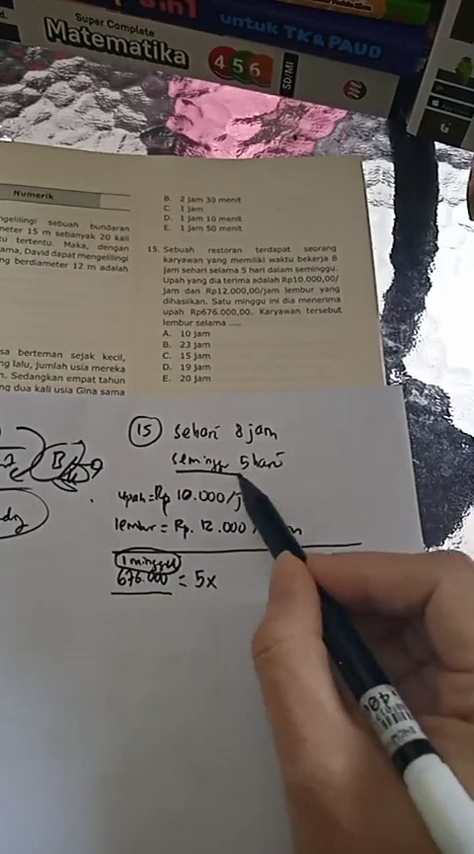 untuk TK & PAUD
Super Complete
Matematika
4 5 6
SD/MI
Numerik
ngelilingi sebuah bundaran
meter 15 m sebanyak 20 kali
tu tertentu. Maka, dengan
ama, David dapat mengelilingi
ng berdiameter 12 m adalah
sa berteman sejak kecil,
ng lalu, jumlah usia mereka
n. Sedangkan empat tahun
ng dua kali usia Gina sama
B. 2 jam 30 menit
C. 1 jam
D. 1 jam 10 menit
E. 1 jam 50 menit
15. Sebuah restoran terdapat seorang
karyawan yang memiliki waktu bekerja 8
jam sehari selama 5 hari dalam seminggu.
Upah yang dia terima adalah Rp10.000,00/
jam dan Rp12.000,00/jam lembur yang
dihasilkan. Satu minggu ini dia menerima
upah Rp676.000,00. Karyawan tersebut
lembur selama ....
A. 10 jam
B. 23 jam
C. 15 jam
D. 19 jam
E. 20 jam
15 sehari 8 jam
seminggu 5 hari
upah = Rp 10.000/j
lembur = Rp. 12.000
1 minggu
676.000 = 5x